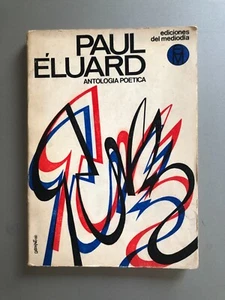 PAUL
ÉLUARD
ANTOLOGIA POETICA
ediciones
del mediodia